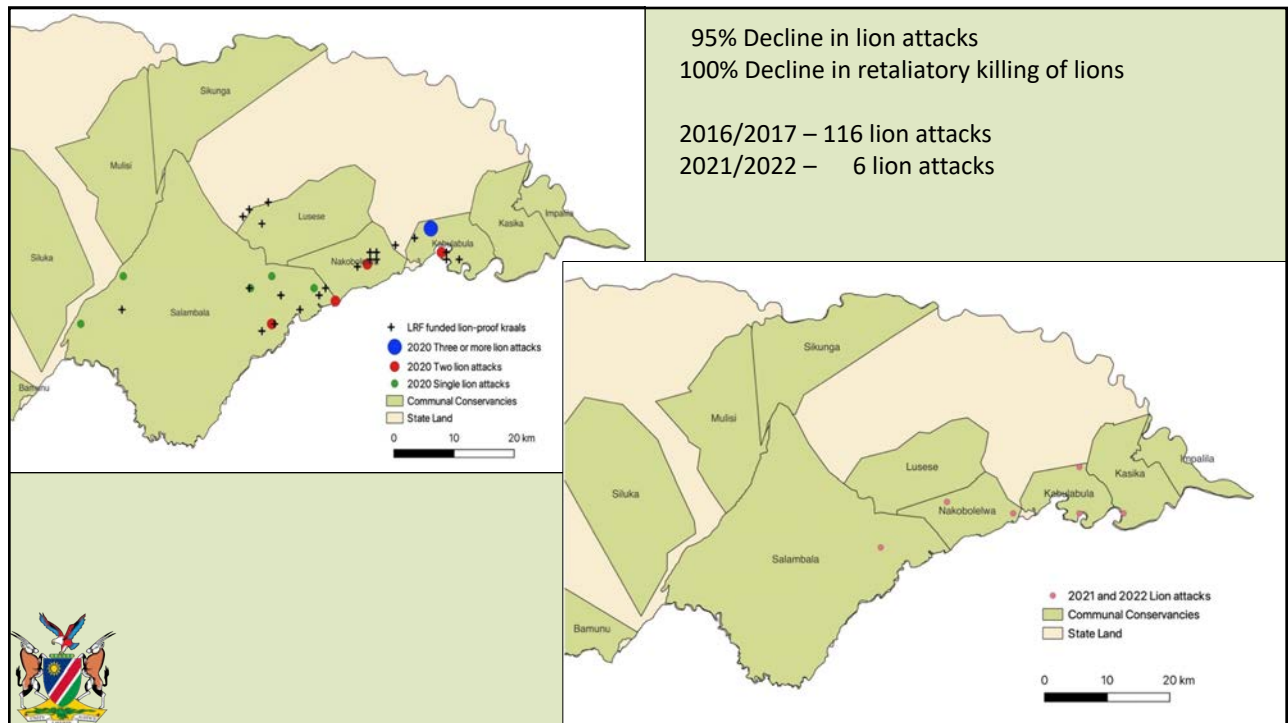 95% Decline in lion attacks
100% Decline in retaliatory killing of lions
2016/2017 – 116 lion attacks
2021/2022 – 6 lion attacks
Sikunga
Mulisi
Impalila
Lusese
Kasika
Siluka
Kabulabula
Salambala
Bamunu
LRF funded lion-proof kraals
2020 Three or more lion attacks
2020 Two lion attacks
2020 Single lion attacks
Communal Conservancies
State Land
0 10 20 km
Sikunga
Mulisi
Impalila
Lusese
Kasika
Siluka
Kabulabula
Nakobolelwa
Salambala
Bamunu
2021 and 2022 Lion attacks
Communal Conservancies
State Land
0 10 20 km